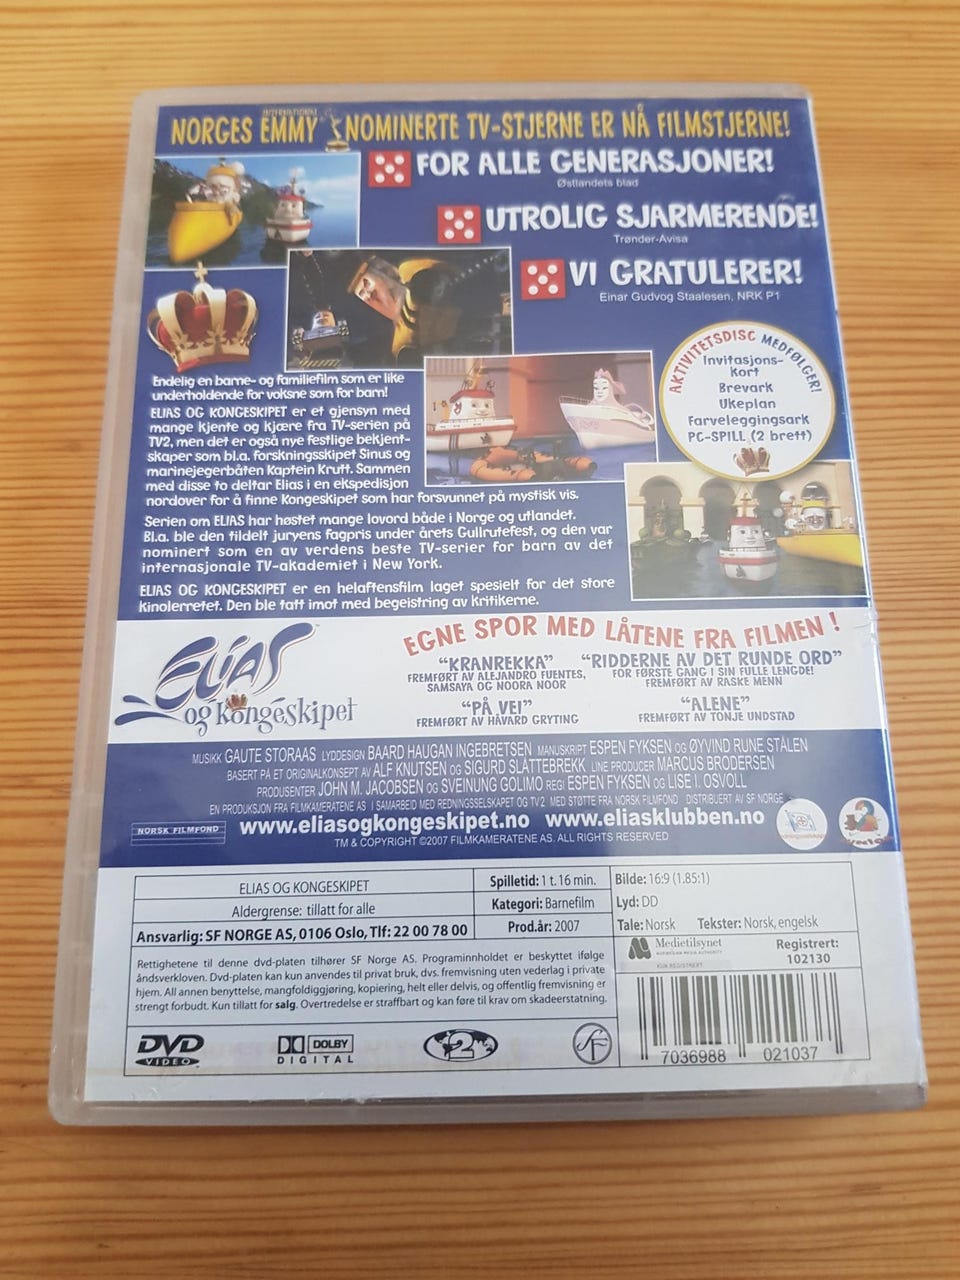 INTERNATIONAL
NORGES EMMY NOMINERTE TV-STJERNE ER NÅ FILMSTJERNE!
FOR ALLE GENERASJONER!
Østlandets blad
UTROLIG SJARMERENDE!
Trønder-Avisa
VI GRATULERER!
Einar Gudvog Staalesen, NRK P1
AKTIVITETSDISC MEDFØLGER!
Invitasjons-
kort
Brevark
Ukeplan
Farveleggingsark
PC-SPILL (2 brett)
Endelig en barne- og familiefilm som er like
underholdende for voksne som for barn!
ELIAS OG KONGESKIPET er et gjensyn med
mange kjente og kjære fra TV-serien på
TV2, men det er også nye festlige bekjent-
skaper som bl.a. forskningsskipet Sinus og
marinejegerbåten Kaptein Krutt. Sammen
med disse to deltar Elias i en ekspedisjon
nordover for å finne Kongeskipet som har forsvunnet på mystisk vis.
Serien om ELIAS har høstet mange lovord både i Norge og utlandet.
Bl.a. ble den tildelt juryens fagpris under årets Gullrutefest, og den var
nominert som en av verdens beste TV-serier for barn av det
internasjonale TV-akademiet i New York.
ELIAS OG KONGESKIPET er en helaftensfilm laget spesielt for det store
kinolerretet. Den ble tatt imot med begeistring av kritikerne.
ELIAS
og kongeskipet
EGNE SPOR MED LÅTENE FRA FILMEN!
"KRANREKKA"
FREMFØRT AV ALEJANDRO FUENTES,
SAMSAYA OG NOORA NOOR
"RIDDERNE AV DET RUNDE ORD"
FOR FØRSTE GANG I SIN FULLE LENGDE!
FREMFØRT AV RASKE MENN
"PÅ VEI"
FREMFØRT AV HÅVARD GRYTING
"ALENE"
FREMFØRT AV TONJE UNDSTAD
MUSIKK GAUTE STORAAS LYDDESIGN BAARD HAUGAN INGEBRETSEN MANUSKRIPT ESPEN FYKSEN OG ØYVIND RUNE STÅLEN
BASERT PÅ ET ORIGINALKONSEPT AV ALF KNUTSEN OG SIGURD SLÅTTEBREKK LINE PRODUCER MARCUS BRODERSEN
PRODUSENTER JOHN M. JACOBSEN OG SVEINUNG GOLIMO REGI ESPEN FYKSEN OG LISE I. OSVOLL
EN PRODUKSJON FRA FILMKAMERATENE AS I SAMARBEID MED REDNINGSSELSKAPET OG TV2 MED STØTTE FRA NORSK FILMFOND DISTRIBUERT AV SF NORGE
NORSK FILMFOND
www.eliasogkongeskipet.no www.eliasklubben.no
TM & COPYRIGHT ©2007 FILMKAMERATENE AS. ALL RIGHTS RESERVED
ELIAS OG KONGESKIPET
Aldergrense: tillatt for alle
Ansvarlig: SF NORGE AS, 0106 Oslo, Tlf: 22 00 78 00
Spilletid: 1 t. 16 min.
Kategori: Barnefilm
Prod.år: 2007
Bilde: 16:9 (1.85:1)
Lyd: DD
Tale: Norsk Tekster: Norsk, engelsk
Rettighetene til denne dvd-platen tilhører SF Norge AS. Programinnholdet er beskyttet ifølge
åndsverkloven. Dvd-platen kan kun anvendes til privat bruk, dvs. fremvisning uten vederlag i private
hjem. All annen benyttelse, mangfoldiggjøring, kopiering, helt eller delvis, og offentlig fremvisning er
strengt forbudt. Kun tillatt for salg. Overtredelse er straffbart og kan føre til krav om skadeerstatning.
Medietilsynet
NORWEGIAN MEDIA AUTHORITY
KUN REGISTRERT
Registrert:
102130
DVD
VIDEO
DOLBY
DIGITAL
2
SF
7036988 021037